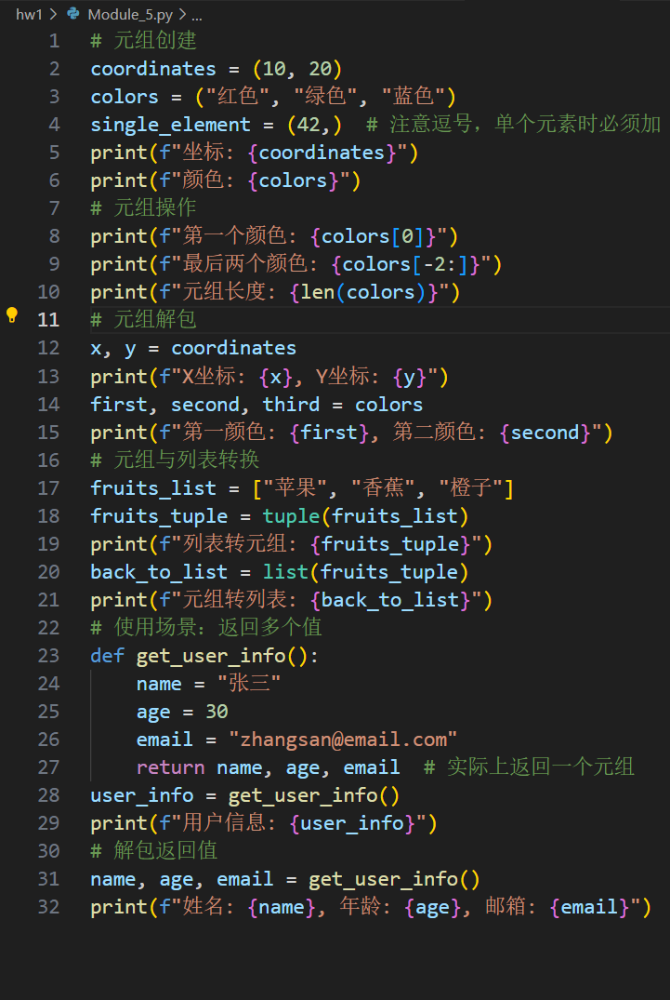 hw1 > Module_5.py > ...
1 # 元组创建
2 coordinates = (10, 20)
3 colors = ("红色", "绿色", "蓝色")
4 single_element = (42,)  # 注意逗号，单个元素时必须加
5 print(f"坐标: {coordinates}")
6 print(f"颜色: {colors}")
7 # 元组操作
8 print(f"第一个颜色: {colors[0]}")
9 print(f"最后两个颜色: {colors[-2:]}")
10 print(f"元组长度: {len(colors)}")
11 # 元组解包
12 x, y = coordinates
13 print(f"X坐标: {x}, Y坐标: {y}")
14 first, second, third = colors
15 print(f"第一颜色: {first}, 第二颜色: {second}")
16 # 元组与列表转换
17 fruits_list = ["苹果", "香蕉", "橙子"]
18 fruits_tuple = tuple(fruits_list)
19 print(f"列表转元组: {fruits_tuple}")
20 back_to_list = list(fruits_tuple)
21 print(f"元组转列表: {back_to_list}")
22 # 使用场景：返回多个值
23 def get_user_info():
24     name = "张三"
25     age = 30
26     email = "zhangsan@email.com"
27     return name, age, email  # 实际上返回一个元组
28 user_info = get_user_info()
29 print(f"用户信息: {user_info}")
30 # 解包返回值
31 name, age, email = get_user_info()
32 print(f"姓名: {name}, 年龄: {age}, 邮箱: {email}")